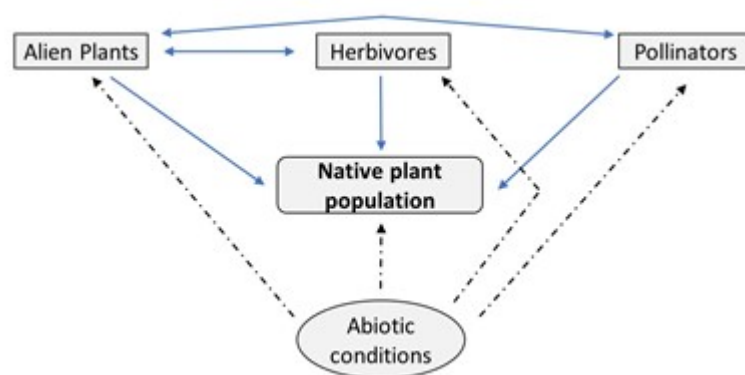 Alien Plants
Herbivores
Pollinators
Native plant
population
Abiotic
conditions